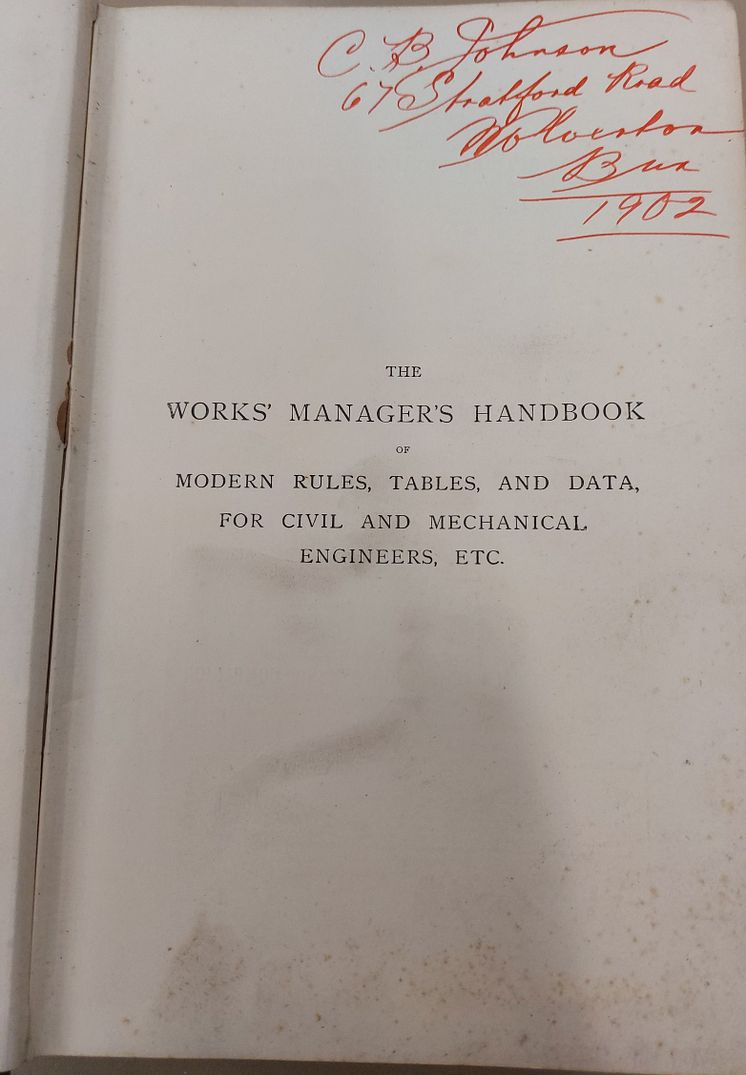 C. B. Johnson
67 Stratford Road
Wolverton
Bucks
1902
THE
WORKS' MANAGER'S HANDBOOK
OF
MODERN RULES, TABLES, AND DATA,
FOR CIVIL AND MECHANICAL
ENGINEERS, ETC.